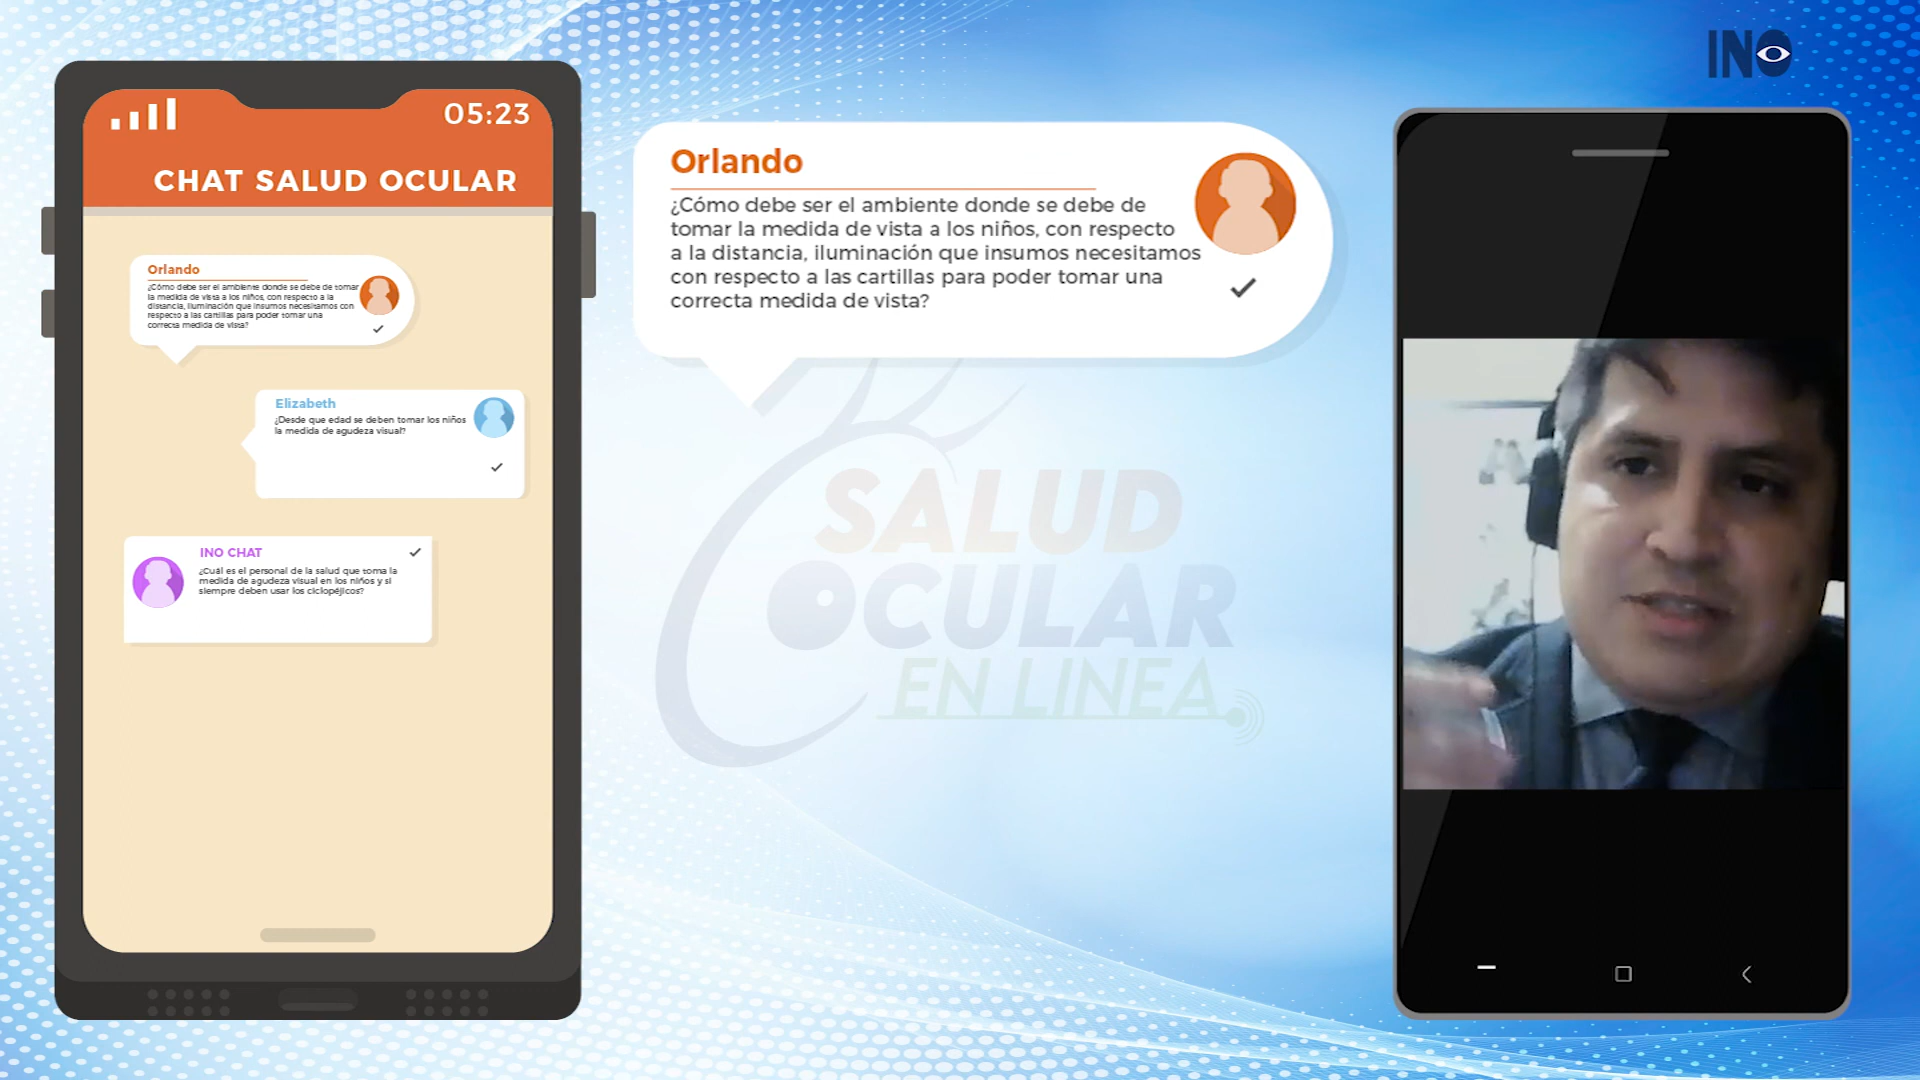 INO
05:23
CHAT SALUD OCULAR
Orlando
¿Cómo debe ser el ambiente donde se debe de tomar
la medida de vista a los niños, con respecto a la
distancia, iluminación que insumos necesitamos con
respecto a las cartillas para poder tomar una
correcta medida de vista?
Elizabeth
¿Desde que edad se deben tomar los niños
la medida de agudeza visual?
INO CHAT
¿Cuál es el personal de la salud que toma la
medida de agudeza visual en los niños y si
siempre deben usar los ciclopéjicos?
Orlando
¿Cómo debe ser el ambiente donde se debe de
tomar la medida de vista a los niños, con respecto
a la distancia, iluminación que insumos necesitamos
con respecto a las cartillas para poder tomar una
correcta medida de vista?
SALUD
OCULAR
EN LINEA